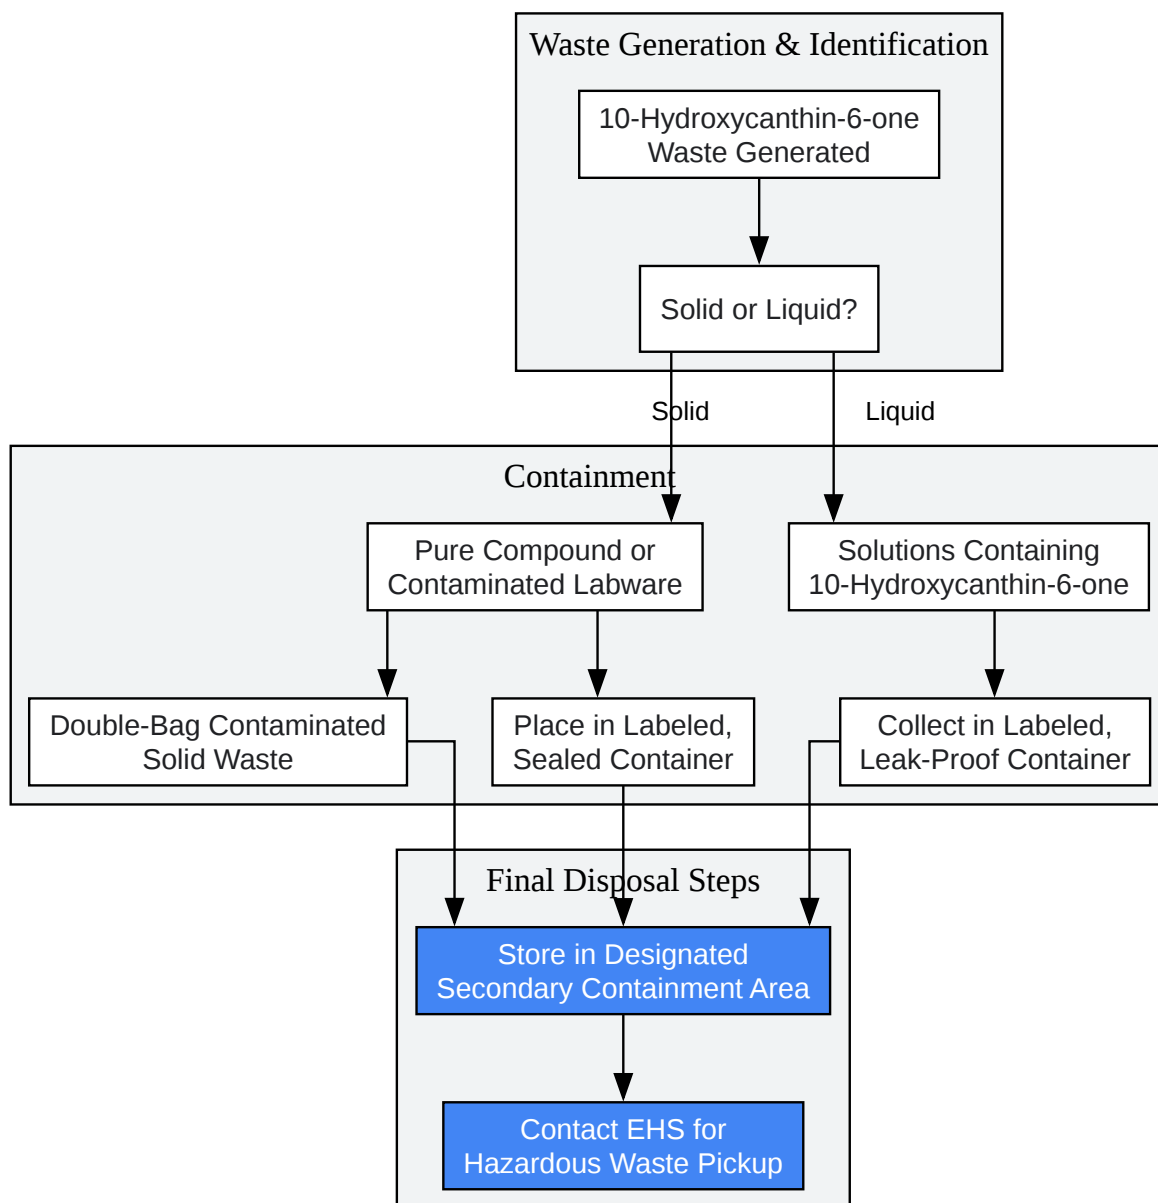 Waste Generation & Identification
10-Hydroxycanthin-6-one
Waste Generated
Solid or Liquid?
Solid
Liquid
Containment
Pure Compound or
Contaminated Labware
Solutions Containing
10-Hydroxycanthin-6-one
Double-Bag Contaminated
Solid Waste
Place in Labeled,
Sealed Container
Collect in Labeled,
Leak-Proof Container
Final Disposal Steps
Store in Designated
Secondary Containment Area
Contact EHS for
Hazardous Waste Pickup